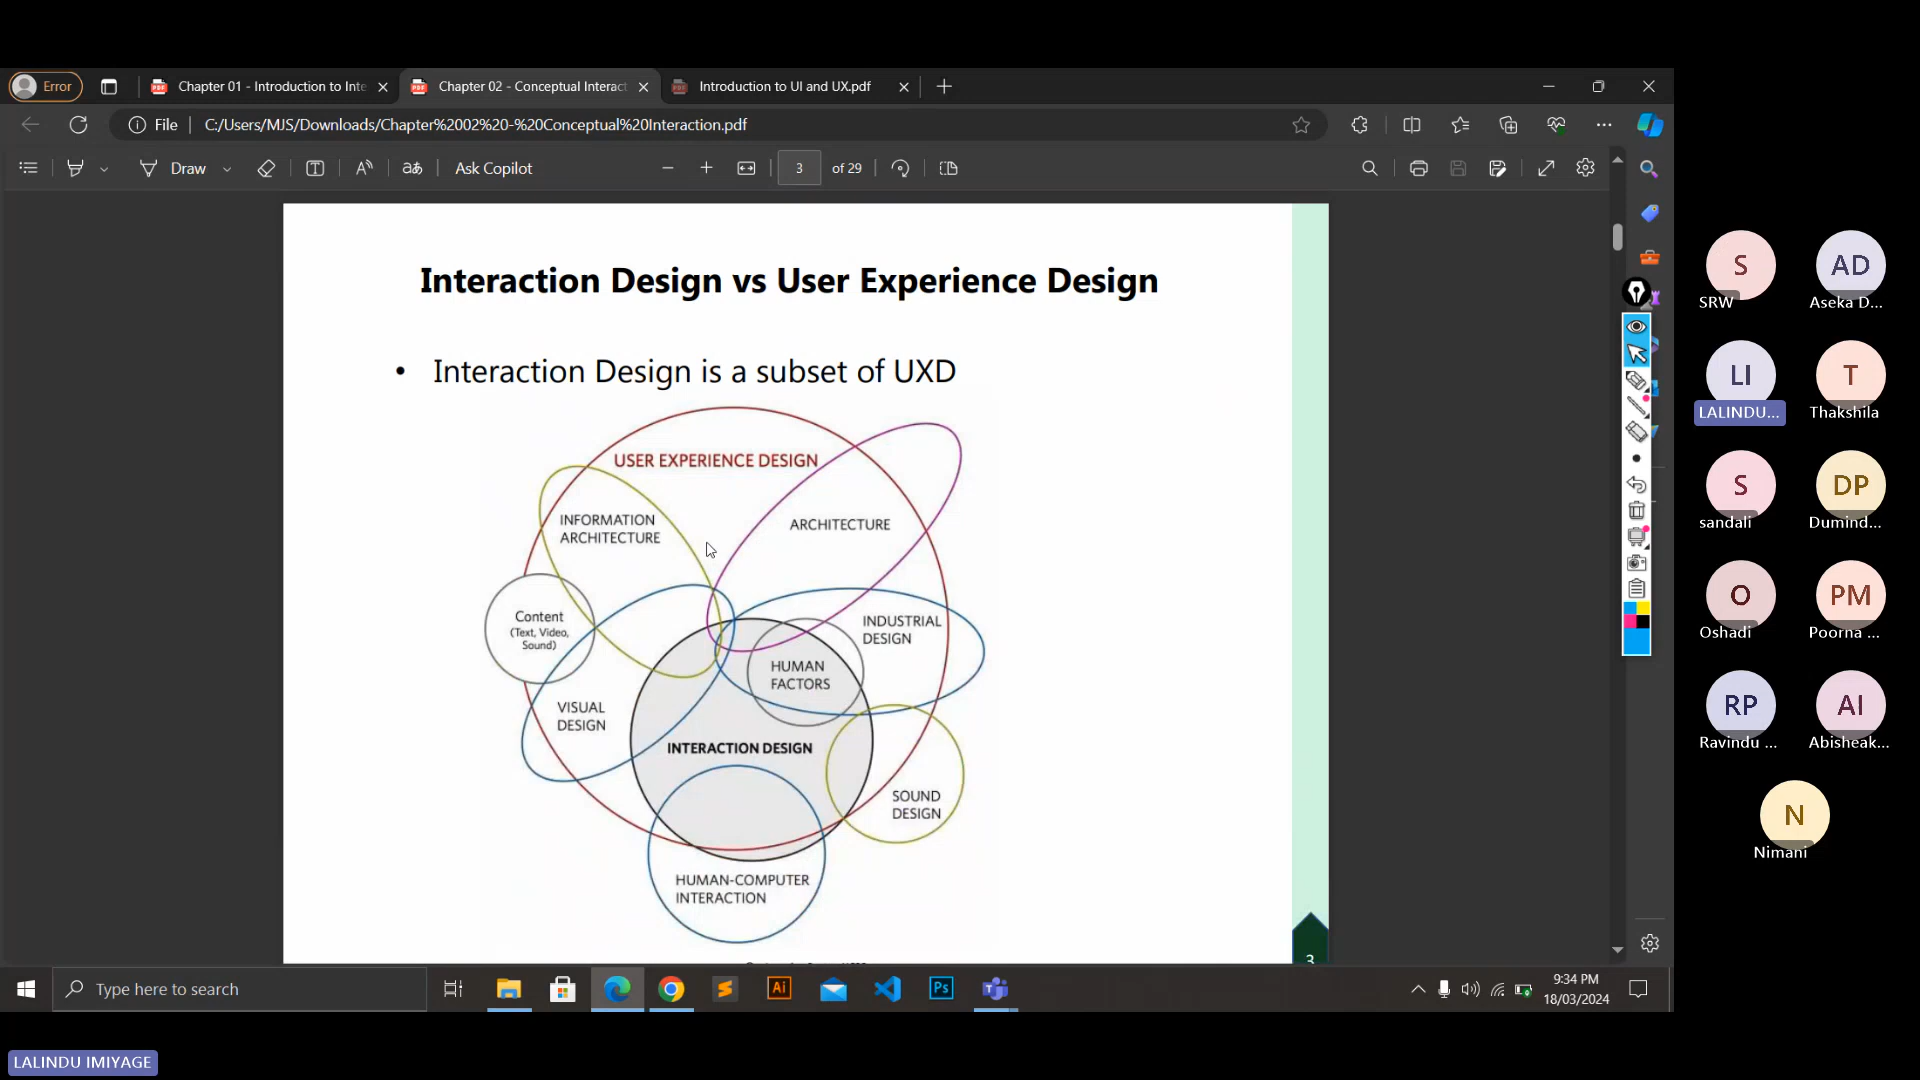 Error
Chapter 01 - Introduction to Inte
Chapter 02 - Conceptual Interact
Introduction to UI and UX.pdf
File
C:/Users/MJS/Downloads/Chapter%2002%20-%20Conceptual%20Interaction.pdf
Draw
aあ
Ask Copilot
3
of 29
Interaction Design vs User Experience Design
• Interaction Design is a subset of UXD
USER EXPERIENCE DESIGN
INFORMATION
ARCHITECTURE
ARCHITECTURE
Content
(Text, Video,
Sound)
INDUSTRIAL
DESIGN
HUMAN
FACTORS
VISUAL
DESIGN
INTERACTION DESIGN
SOUND
DESIGN
HUMAN-COMPUTER
INTERACTION
3
S
SRW
AD
Aseka D...
LI
LALINDU...
T
Thakshila
S
sandali
DP
Dumind...
O
Oshadi
PM
Poorna ...
RP
Ravindu ...
AI
Abisheak...
N
Nimani
Type here to search
Ai
Ps
9:34 PM
18/03/2024
LALINDU IMIYAGE